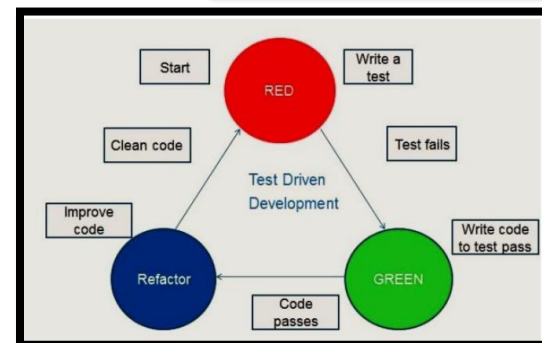 Start
RED
Write a
test
Clean code
Test fails
Test Driven
Development
Improve
code
Refactor
GREEN
Write code
to test pass
Code
passes